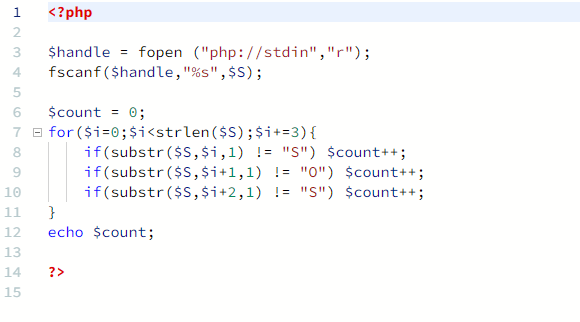 1 <?php
2
3 $handle = fopen ("php://stdin","r");
4 fscanf($handle,"%s",$S);
5
6 $count = 0;
7 for($i=0;$i<strlen($S);$i+=3){
8     if(substr($S,$i,1) != "S") $count++;
9     if(substr($S,$i+1,1) != "O") $count++;
10     if(substr($S,$i+2,1) != "S") $count++;
11 }
12 echo $count;
13
14 ?>
15